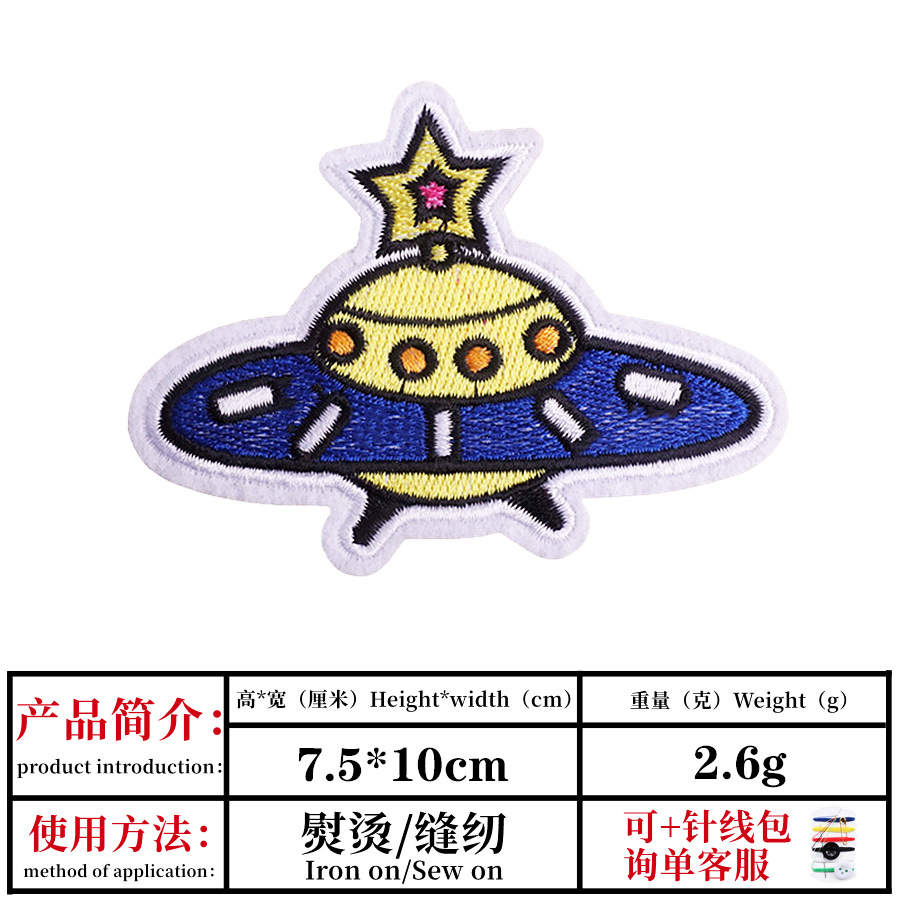 产品简介：
product introduction:
高*宽（厘米）Height*width（cm）
7.5*10cm
重量（克）Weight（g）
2.6g
使用方法：
method of application:
熨烫/缝纫
Iron on/Sew on
可+针线包
询单客服